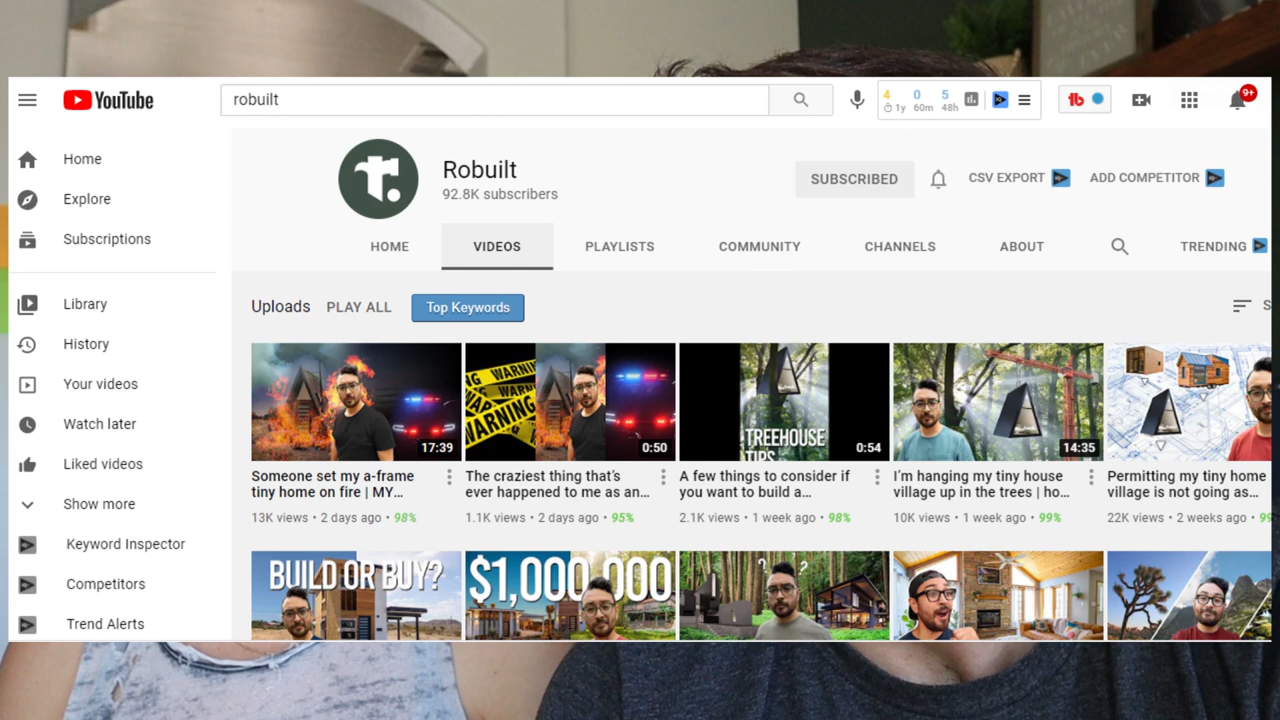 YouTube
robuilt
4 0 5
1y 60m 48h
9+
Home
Explore
Subscriptions
Library
History
Your videos
Watch later
Liked videos
Show more
Keyword Inspector
Competitors
Trend Alerts
Robuilt
92.8K subscribers
SUBSCRIBED
CSV EXPORT
ADD COMPETITOR
HOME VIDEOS PLAYLISTS COMMUNITY CHANNELS ABOUT TRENDING
Uploads PLAY ALL Top Keywords S
17:39
Someone set my a-frame
tiny home on fire | MY...
13K views • 2 days ago • 98%
WARNING
WARNING
0:50
The craziest thing that's
ever happened to me as an...
1.1K views • 2 days ago • 95%
TREEHOUSE
TIPS
0:54
A few things to consider if
you want to build a...
2.1K views • 1 week ago • 98%
14:35
I'm hanging my tiny house
village up in the trees | ho...
10K views • 1 week ago • 99%
Permitting my tiny home
village is not going as...
22K views • 2 weeks ago • 99
BUILD OR BUY?
$1,000,000